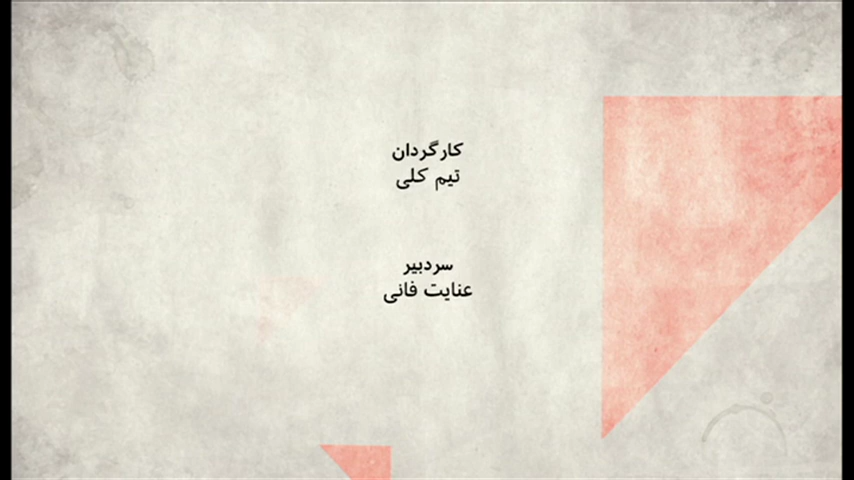 کارگردان
تیم کلی
سردبیر
عنایت فانی